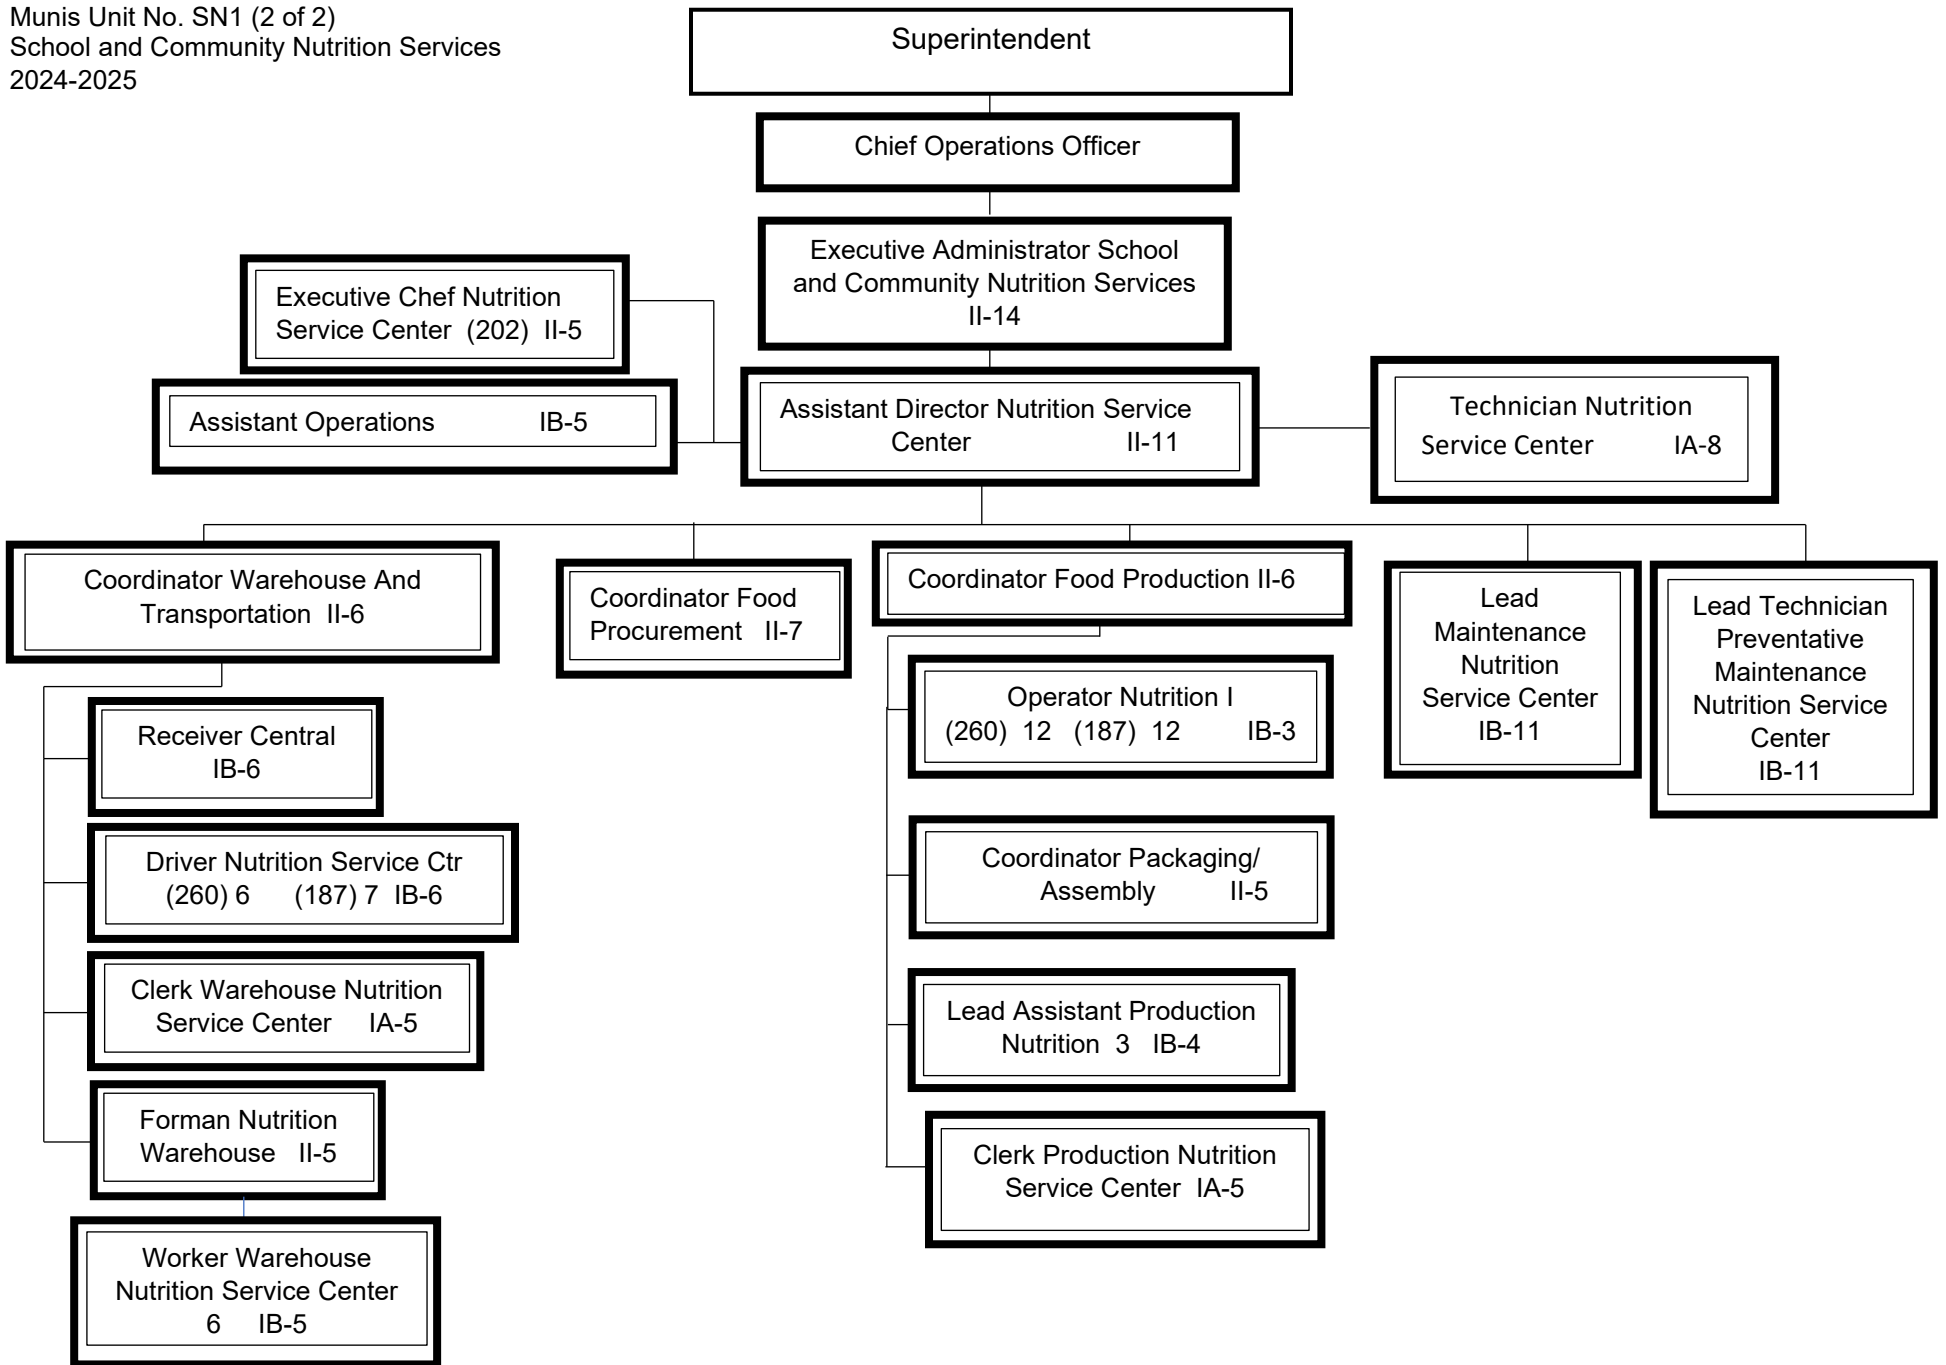 Munis Unit No. SN1 (2 of 2)
School and Community Nutrition Services
2024-2025
Superintendent
Chief Operations Officer
Executive Administrator School
and Community Nutrition Services
II-14
Executive Chef Nutrition
Service Center (202) II-5
Assistant Operations IB-5
Assistant Director Nutrition Service
Center II-11
Technician Nutrition
Service Center IA-8
Coordinator Warehouse And
Transportation II-6
Coordinator Food
Procurement II-7
Coordinator Food Production II-6
Lead
Maintenance
Nutrition
Service Center
IB-11
Lead Technician
Preventative
Maintenance
Nutrition Service
Center
IB-11
Receiver Central
IB-6
Driver Nutrition Service Ctr
(260) 6 (187) 7 IB-6
Clerk Warehouse Nutrition
Service Center IA-5
Forman Nutrition
Warehouse II-5
Worker Warehouse
Nutrition Service Center
6 IB-5
Operator Nutrition I
(260) 12 (187) 12 IB-3
Coordinator Packaging/
Assembly II-5
Lead Assistant Production
Nutrition 3 IB-4
Clerk Production Nutrition
Service Center IA-5